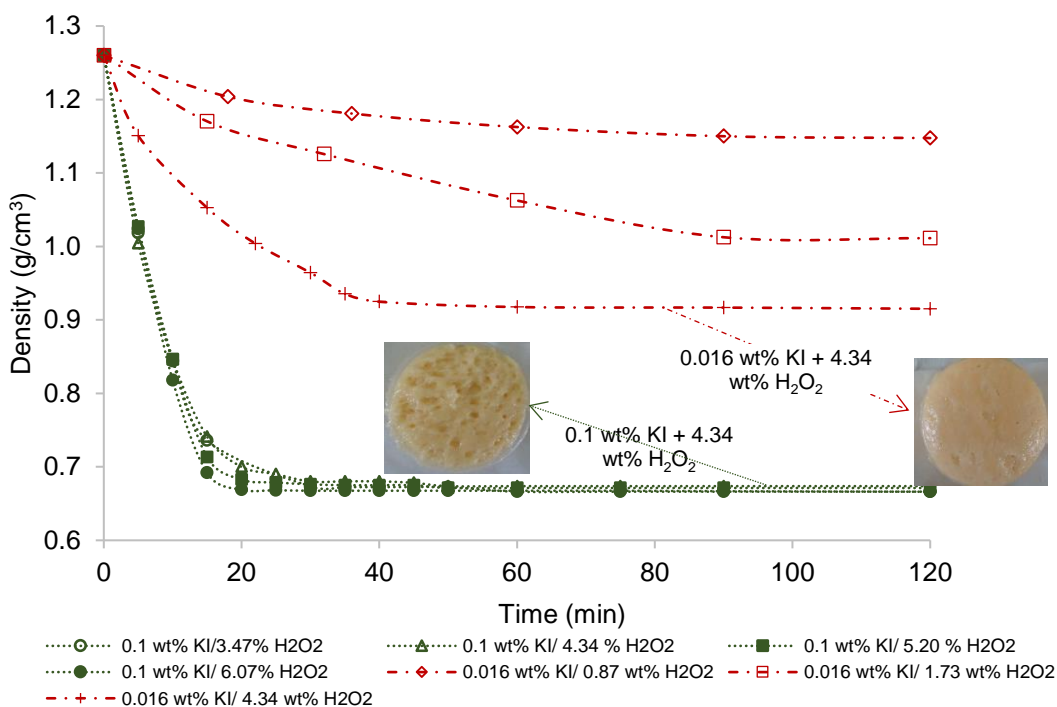 1.3
1.2
1.1
1.0
0.9
0.8
0.7
0.6
Density (g/cm³)
0.016 wt% KI + 4.34
wt% H₂O₂
0.1 wt% KI + 4.34
wt% H₂O₂
0 20 40 60 80 100 120
Time (min)
0.1 wt% KI/3.47% H2O2 0.1 wt% KI/ 4.34 % H2O2 0.1 wt% KI/ 5.20 % H2O2
0.1 wt% KI/ 6.07% H2O2 0.016 wt% KI/ 0.87 wt% H2O2 0.016 wt% KI/ 1.73 wt% H2O2
0.016 wt% KI/ 4.34 wt% H2O2